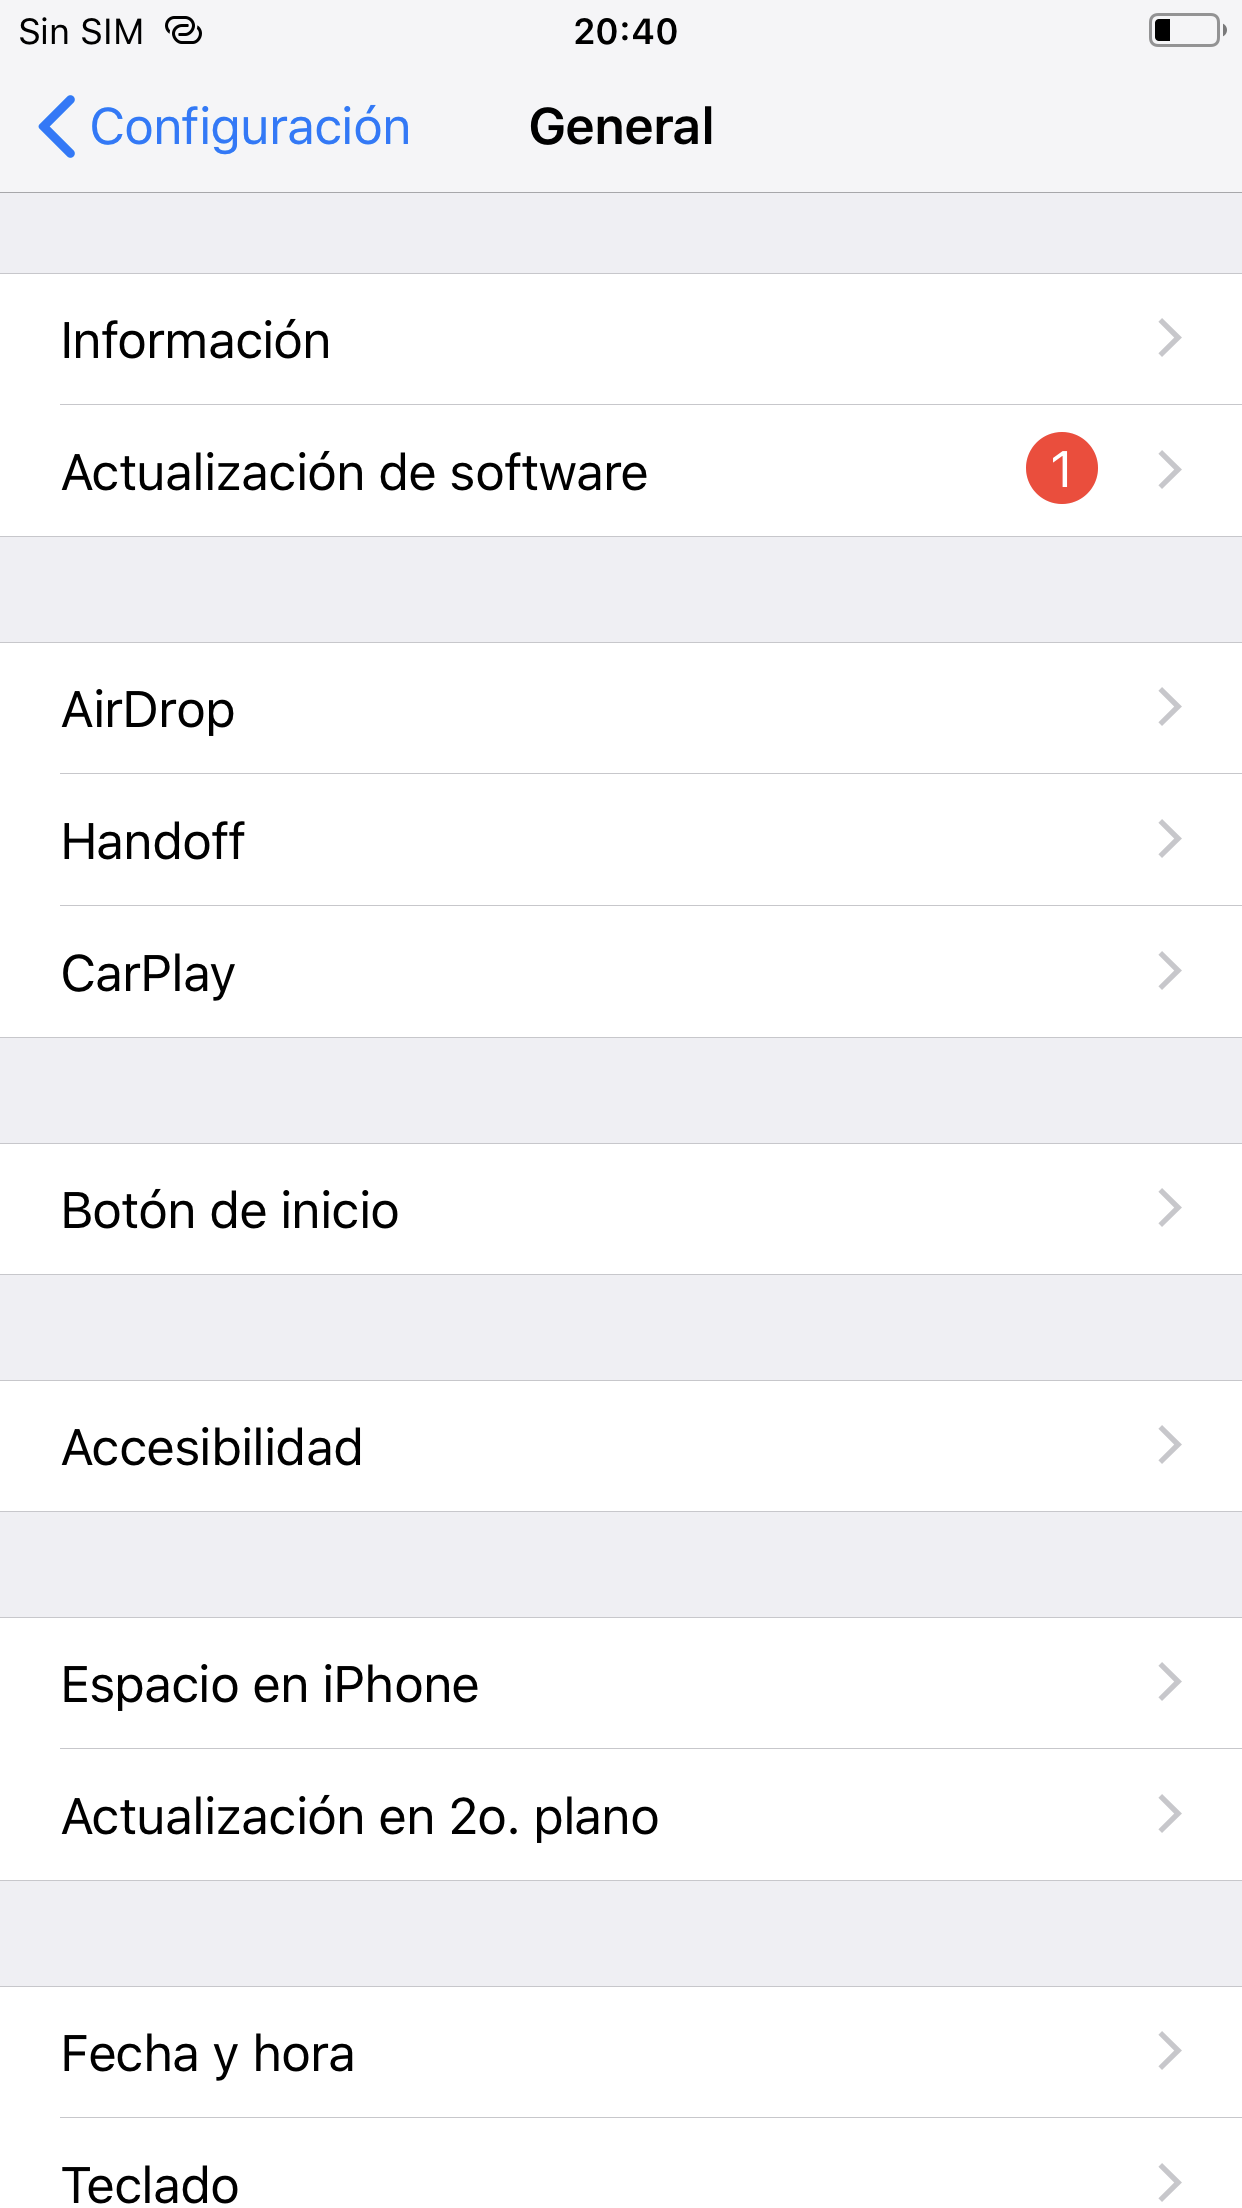 Sin SIM 20:40
Configuración General
Información
Actualización de software 1
AirDrop
Handoff
CarPlay
Botón de inicio
Accesibilidad
Espacio en iPhone
Actualización en 2o. plano
Fecha y hora
Teclado